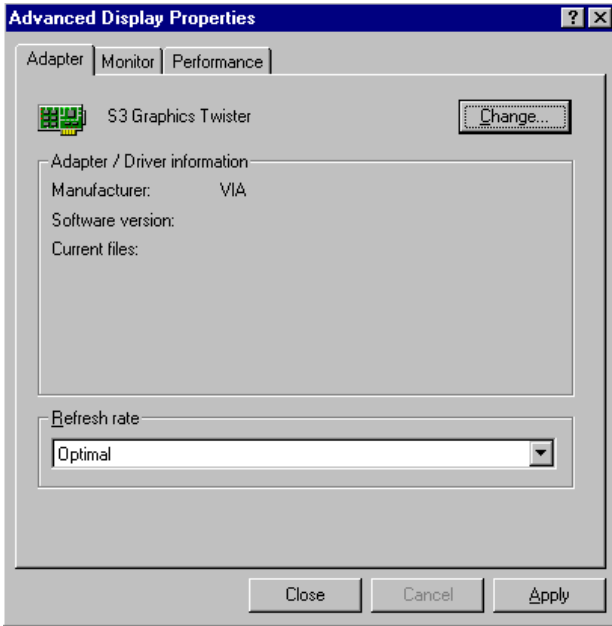 Advanced Display Properties
Adapter Monitor Performance
S3 Graphics Twister Change...
Adapter / Driver information
Manufacturer: VIA
Software version:
Current files:
Refresh rate
Optimal
Close Cancel Apply